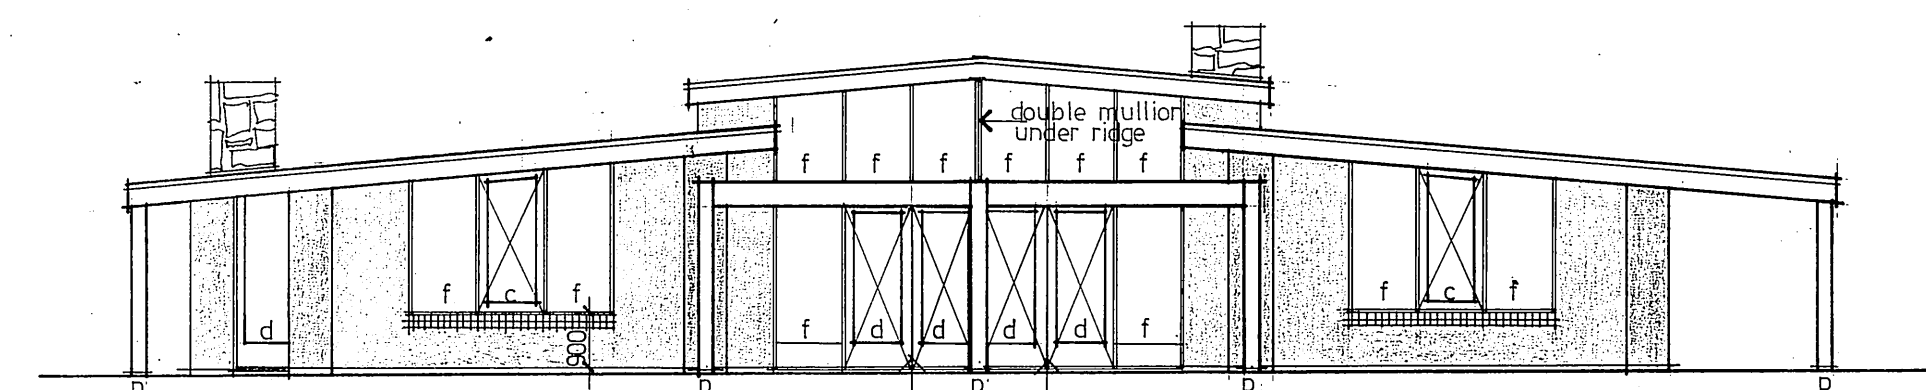 double mullion
under ridge
f f f f f f
f c f
f c f
d
900
f d d d d f
p p p p p